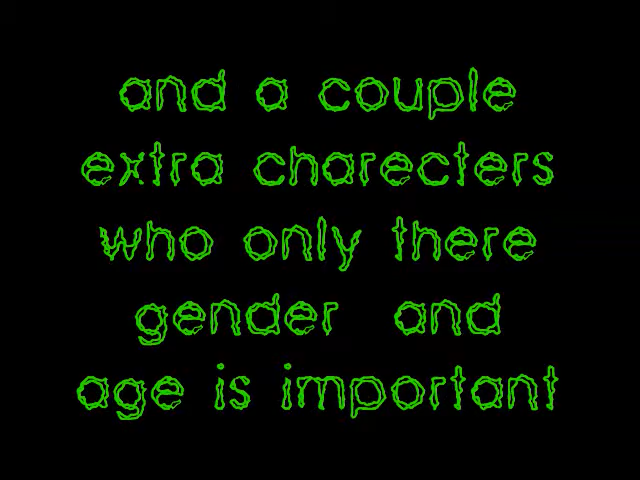 and a couple
extra charecters
who only there
gender and
age is important